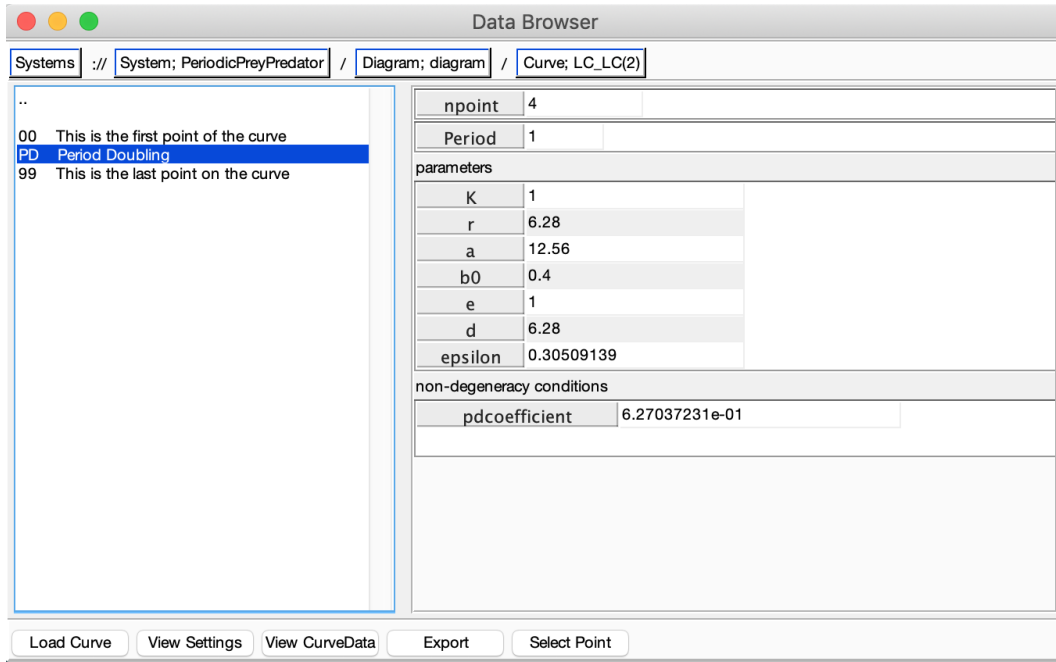 Data Browser
Systems :// System; PeriodicPreyPredator / Diagram; diagram / Curve; LC_LC(2)
..
00 This is the first point of the curve
PD Period Doubling
99 This is the last point on the curve
npoint 4
Period 1
parameters
K 1
r 6.28
a 12.56
b0 0.4
e 1
d 6.28
epsilon 0.30509139
non-degeneracy conditions
pdcoefficient 6.27037231e-01
Load Curve View Settings View CurveData Export Select Point